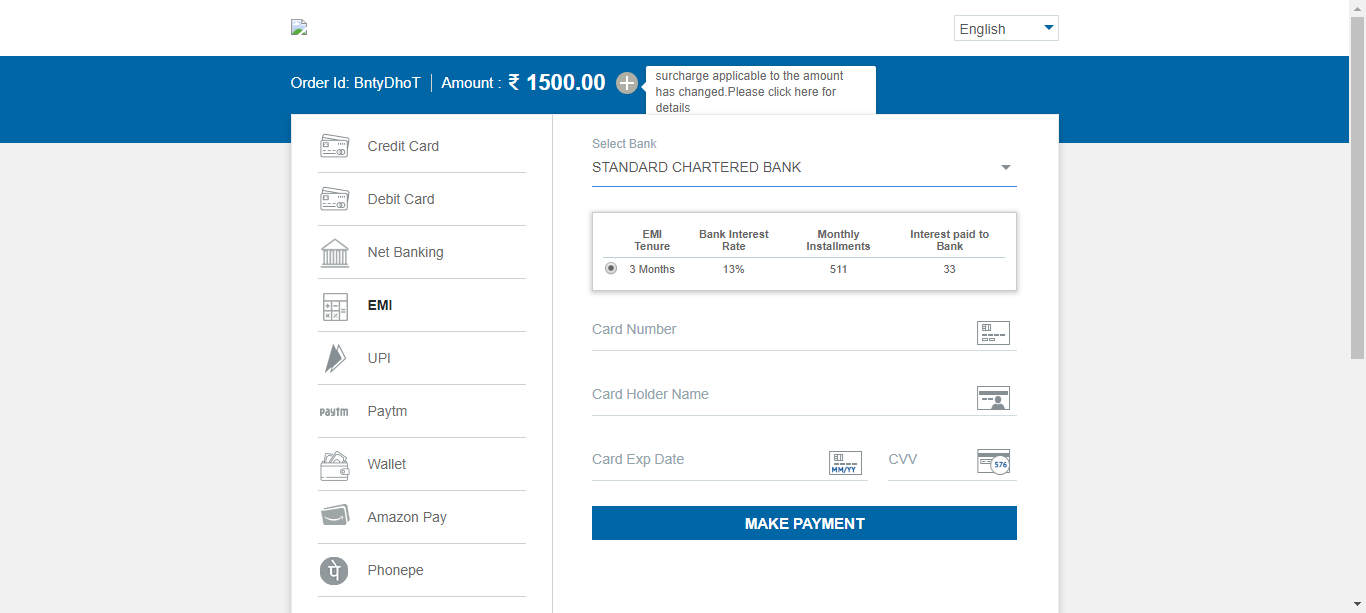 English
Order Id: BntyDhoT
Amount : ₹ 1500.00
surcharge applicable to the amount
has changed.Please click here for
details
Credit Card
Debit Card
Net Banking
EMI
UPI
paytm Paytm
Wallet
Amazon Pay
पे Phonepe
Select Bank
STANDARD CHARTERED BANK
EMI Tenure
Bank Interest Rate
Monthly Installments
Interest paid to Bank
3 Months 13% 511 33
Card Number
Card Holder Name
Card Exp Date
MM/YY
CVV
576
MAKE PAYMENT